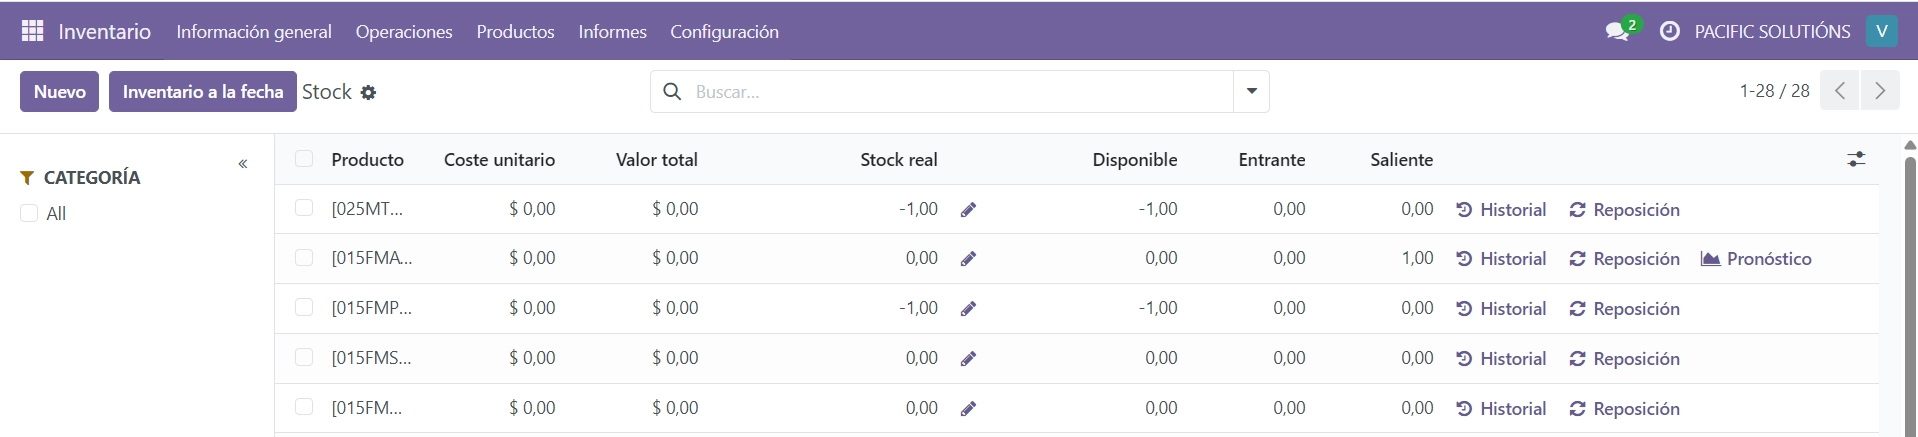 Inventario Información general Operaciones Productos Informes Configuración 2 PACIFIC SOLUTIÓNS V
Nuevo Inventario a la fecha Stock Buscar... 1-28 / 28
CATEGORÍA
All
Producto Coste unitario Valor total Stock real Disponible Entrante Saliente
[025MT... $ 0,00 $ 0,00 -1,00 -1,00 0,00 0,00 Historial Reposición
[015FMA... $ 0,00 $ 0,00 0,00 0,00 0,00 1,00 Historial Reposición Pronóstico
[015FMP... $ 0,00 $ 0,00 -1,00 -1,00 0,00 0,00 Historial Reposición
[015FMS... $ 0,00 $ 0,00 0,00 0,00 0,00 0,00 Historial Reposición
[015FM... $ 0,00 $ 0,00 0,00 0,00 0,00 0,00 Historial Reposición